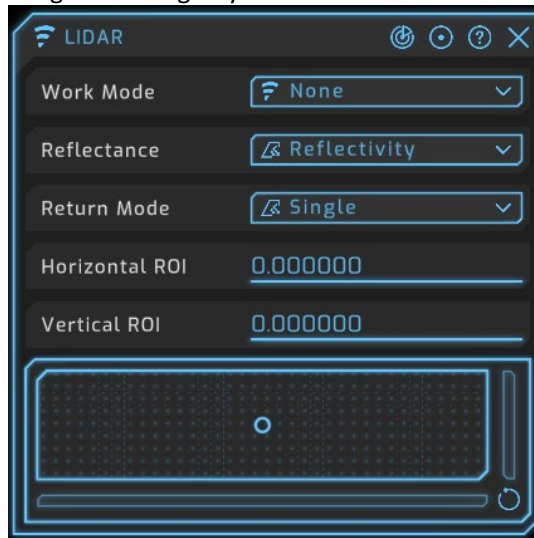 LIDAR
Work Mode None
Reflectance Reflectivity
Return Mode Single
Horizontal ROI 0.000000
Vertical ROI 0.000000